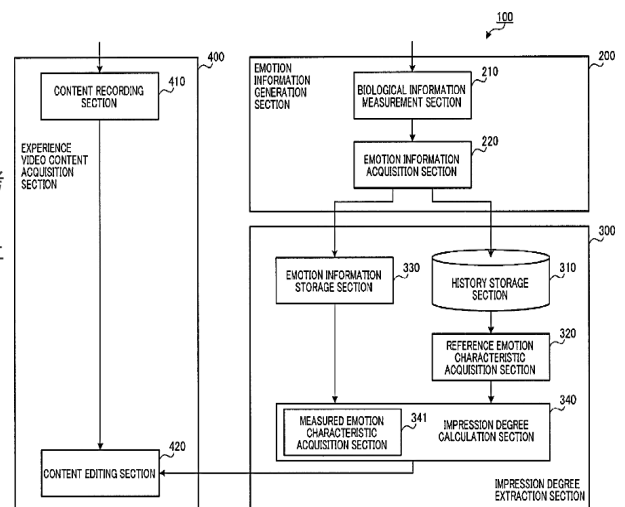 100
400
410
CONTENT RECORDING
SECTION
EXPERIENCE
VIDEO CONTENT
ACQUISITION
SECTION
420
CONTENT EDITING SECTION
200
EMOTION
INFORMATION
GENERATION
SECTION
210
BIOLOGICAL INFORMATION
MEASUREMENT SECTION
220
EMOTION INFORMATION
ACQUISITION SECTION
300
330
EMOTION INFORMATION
STORAGE SECTION
310
HISTORY STORAGE
SECTION
320
REFERENCE EMOTION
CHARACTERISTIC
ACQUISITION SECTION
340
341
MEASURED EMOTION
CHARACTERISTIC
ACQUISITION SECTION
IMPRESSION DEGREE
CALCULATION SECTION
IMPRESSION DEGREE
EXTRACTION SECTION